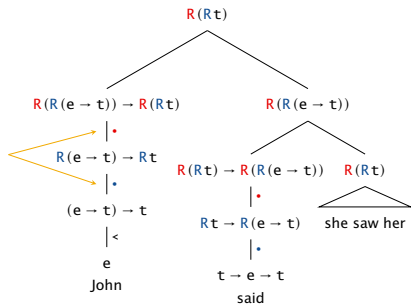 R(Rt)
R(R(e → t)) → R(Rt)
R(R(e → t))
•
R(e → t) → Rt
R(Rt) → R(R(e → t))
R(Rt)
•
•
she saw her
(e → t) → t
Rt → R(e → t)
<
•
e
t → e → t
John
said